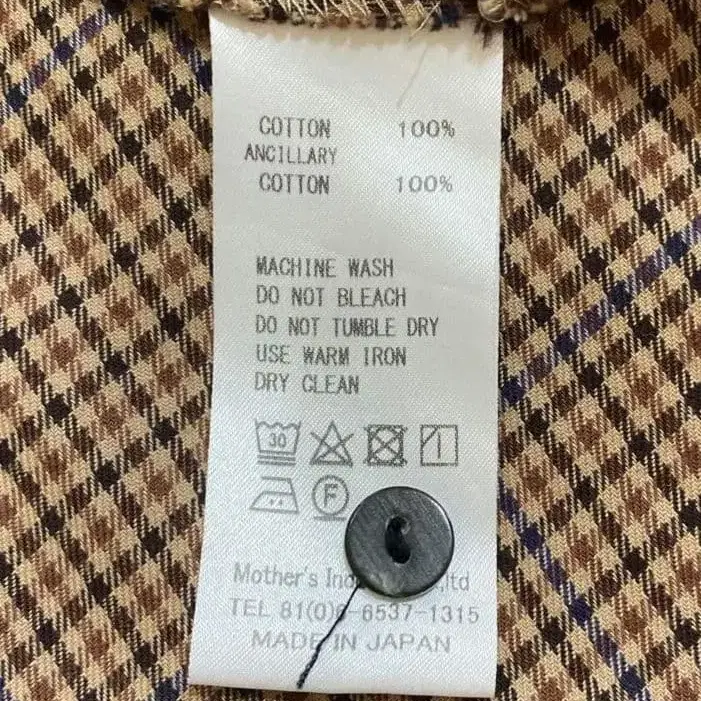 COTTON 100%
ANCILLARY
COTTON 100%
MACHINE WASH
DO NOT BLEACH
DO NOT TUMBLE DRY
USE WARM IRON
DRY CLEAN
30
F
Mother's ltd
TEL 81(0)6-6537-1315
MADE IN JAPAN